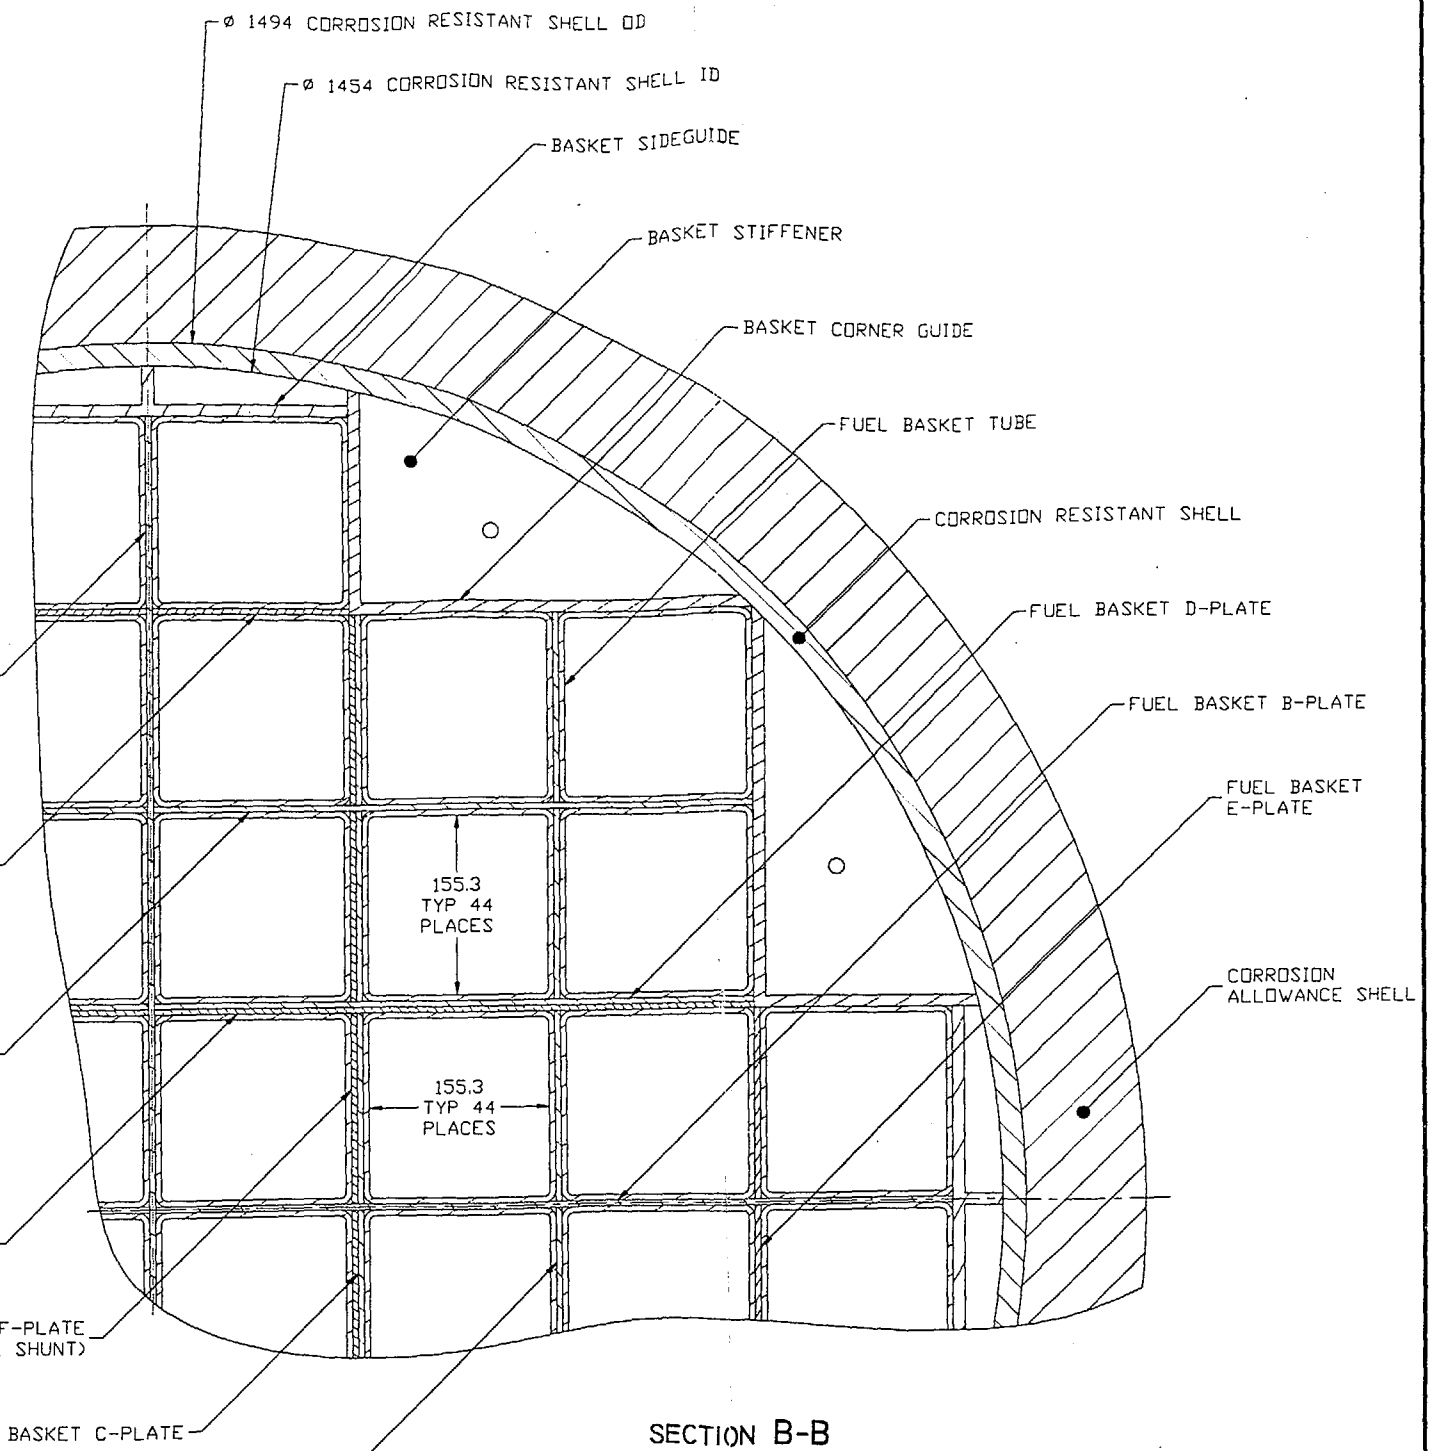 Ø 1494 CORROSION RESISTANT SHELL OD
Ø 1454 CORROSION RESISTANT SHELL ID
BASKET SIDEGUIDE
BASKET STIFFENER
BASKET CORNER GUIDE
FUEL BASKET TUBE
CORROSION RESISTANT SHELL
FUEL BASKET D-PLATE
FUEL BASKET B-PLATE
FUEL BASKET
E-PLATE
155.3
TYP 44
PLACES
CORROSION
ALLOWANCE SHELL
155.3
TYP 44
PLACES
F-PLATE
SHUNT)
BASKET C-PLATE
SECTION B-B